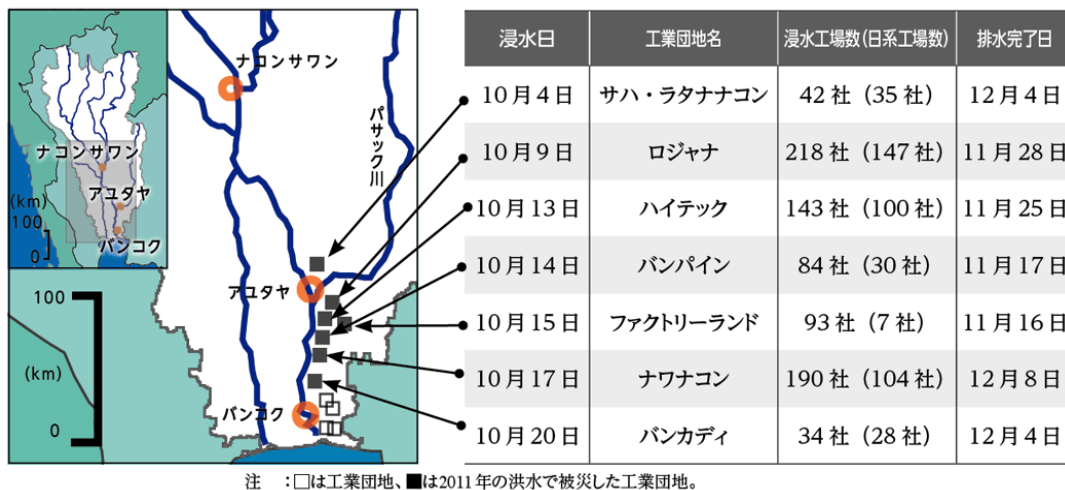 ナコンサワン
アユタヤ
(km)
100
0
バンコク
ナコンサワン
パサック川
アユタヤ
バンコク
100
(km)
0
浸水日 工業団地名 浸水工場数(日系工場数) 排水完了日
10月4日 サハ・ラタナナコン 42社(35社) 12月4日
10月9日 ロジャナ 218社(147社) 11月28日
10月13日 ハイテック 143社(100社) 11月25日
10月14日 バンパイン 84社(30社) 11月17日
10月15日 ファクトリーランド 93社(7社) 11月16日
10月17日 ナワナコン 190社(104社) 12月8日
10月20日 バンカディ 34社(28社) 12月4日
注 :□は工業団地、■は2011年の洪水で被災した工業団地。